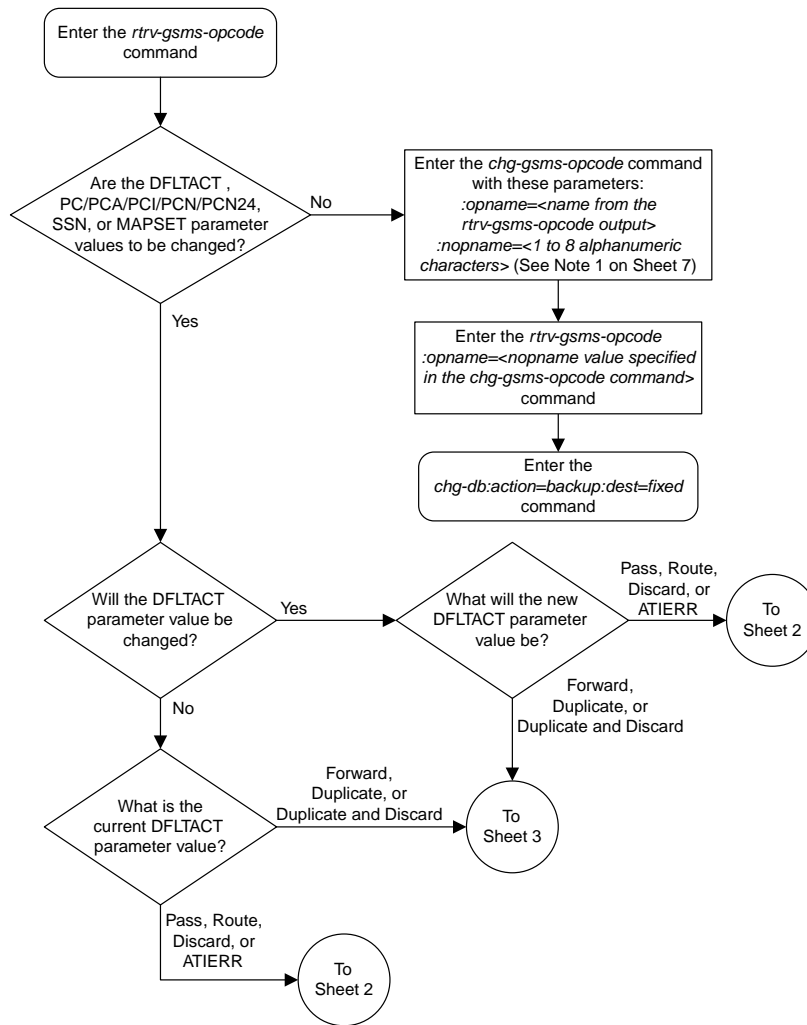 Enter the rtrv-gsms-opcode
command
Are the DFLTACT ,
PC/PCA/PCI/PCN/PCN24,
SSN, or MAPSET parameter
values to be changed?
No
Enter the chg-gsms-opcode command
with these parameters:
:opname=<name from the
rtrv-gsms-opcode output>
:nopname=<1 to 8 alphanumeric
characters> (See Note 1 on Sheet 7)
Yes
Enter the rtrv-gsms-opcode
:opname=<nopname value specified
in the chg-gsms-opcode command>
command
Enter the
chg-db:action=backup:dest=fixed
command
Will the DFLTACT
parameter value be
changed?
Yes
What will the new
DFLTACT parameter
value be?
Pass, Route,
Discard, or
ATIERR
To
Sheet 2
No
Forward,
Duplicate, or
Duplicate and Discard
What is the
current DFLTACT
parameter value?
Forward,
Duplicate, or
Duplicate and Discard
To
Sheet 3
Pass, Route,
Discard, or
ATIERR
To
Sheet 2